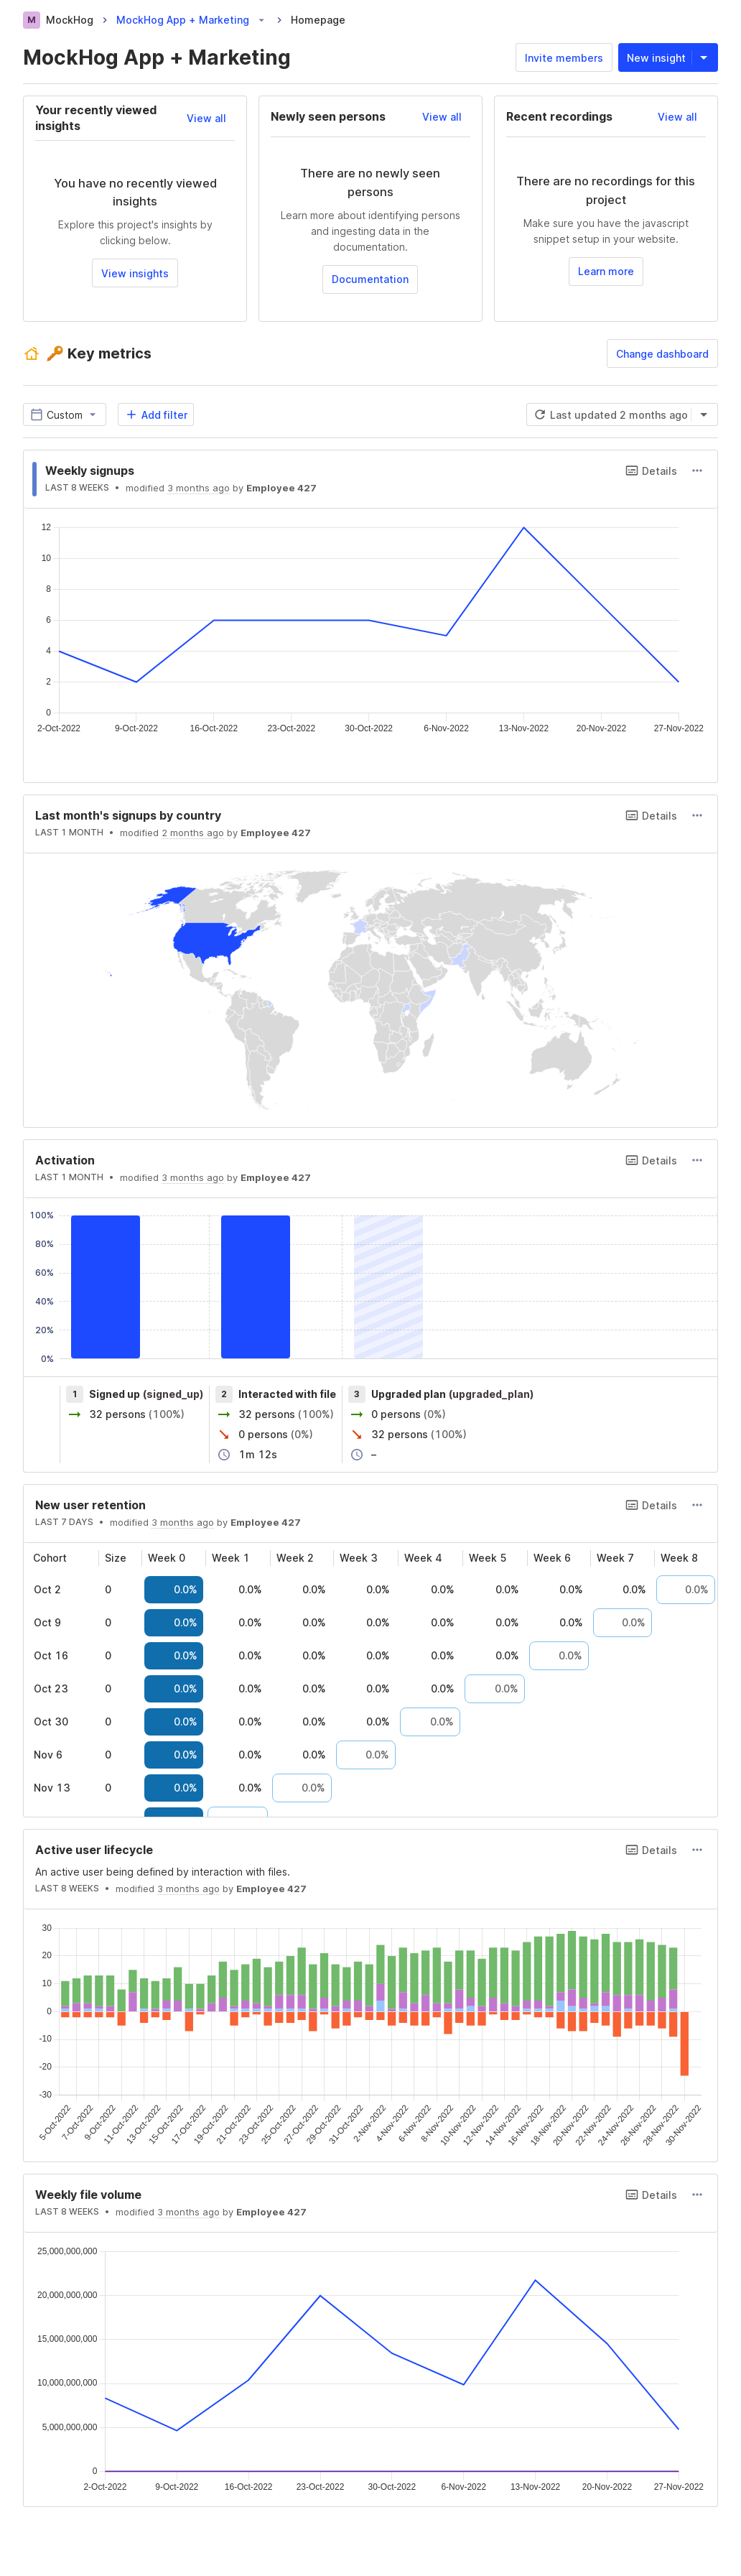 M MockHog > MockHog App + Marketing > Homepage
MockHog App + Marketing
Invite members
New insight
Your recently viewed
insights
View all
You have no recently viewed
insights
Explore this project's insights by
clicking below.
View insights
Newly seen persons
View all
There are no newly seen
persons
Learn more about identifying persons
and ingesting data in the
documentation.
Documentation
Recent recordings
View all
There are no recordings for this
project
Make sure you have the javascript
snippet setup in your website.
Learn more
Key metrics
Change dashboard
Custom
Add filter
Last updated 2 months ago
Weekly signups
Details
LAST 8 WEEKS • modified 3 months ago by Employee 427
12
10
8
6
4
2
0
2-Oct-2022 9-Oct-2022 16-Oct-2022 23-Oct-2022 30-Oct-2022 6-Nov-2022 13-Nov-2022 20-Nov-2022 27-Nov-2022
Last month's signups by country
Details
LAST 1 MONTH • modified 2 months ago by Employee 427
Activation
Details
LAST 1 MONTH • modified 3 months ago by Employee 427
100%
80%
60%
40%
20%
0%
1 Signed up (signed_up)
32 persons (100%)
2 Interacted with file
32 persons (100%)
0 persons (0%)
1m 12s
3 Upgraded plan (upgraded_plan)
0 persons (0%)
32 persons (100%)
–
New user retention
Details
LAST 7 DAYS • modified 3 months ago by Employee 427
Cohort Size Week 0 Week 1 Week 2 Week 3 Week 4 Week 5 Week 6 Week 7 Week 8
Oct 2 0 0.0% 0.0% 0.0% 0.0% 0.0% 0.0% 0.0% 0.0% 0.0%
Oct 9 0 0.0% 0.0% 0.0% 0.0% 0.0% 0.0% 0.0% 0.0%
Oct 16 0 0.0% 0.0% 0.0% 0.0% 0.0% 0.0% 0.0%
Oct 23 0 0.0% 0.0% 0.0% 0.0% 0.0% 0.0%
Oct 30 0 0.0% 0.0% 0.0% 0.0% 0.0%
Nov 6 0 0.0% 0.0% 0.0% 0.0%
Nov 13 0 0.0% 0.0% 0.0%
Active user lifecycle
Details
An active user being defined by interaction with files.
LAST 8 WEEKS • modified 3 months ago by Employee 427
30
20
10
0
-10
-20
-30
5-Oct-2022 7-Oct-2022 9-Oct-2022 11-Oct-2022 13-Oct-2022 15-Oct-2022 17-Oct-2022 19-Oct-2022 21-Oct-2022 23-Oct-2022 25-Oct-2022 27-Oct-2022 29-Oct-2022 31-Oct-2022 2-Nov-2022 4-Nov-2022 6-Nov-2022 8-Nov-2022 10-Nov-2022 12-Nov-2022 14-Nov-2022 16-Nov-2022 18-Nov-2022 20-Nov-2022 22-Nov-2022 24-Nov-2022 26-Nov-2022 28-Nov-2022 30-Nov-2022
Weekly file volume
Details
LAST 8 WEEKS • modified 3 months ago by Employee 427
25,000,000,000
20,000,000,000
15,000,000,000
10,000,000,000
5,000,000,000
0
2-Oct-2022 9-Oct-2022 16-Oct-2022 23-Oct-2022 30-Oct-2022 6-Nov-2022 13-Nov-2022 20-Nov-2022 27-Nov-2022